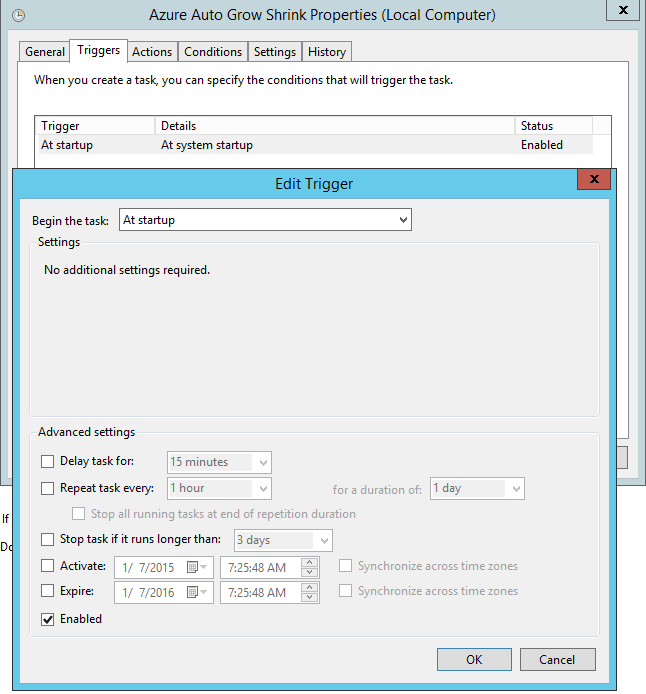 Azure Auto Grow Shrink Properties (Local Computer)
x
General Triggers Actions Conditions Settings History
When you create a task, you can specify the conditions that will trigger the task.
Trigger Details Status
At startup At system startup Enabled
Edit Trigger
x
Begin the task: At startup
Settings
No additional settings required.
Advanced settings
Delay task for: 15 minutes
Repeat task every: 1 hour for a duration of: 1 day
Stop all running tasks at end of repetition duration
If
Stop task if it runs longer than: 3 days
Do
Activate: 1/ 7/2015 7:25:48 AM Synchronize across time zones
Expire: 1/ 7/2016 7:25:48 AM Synchronize across time zones
Enabled
OK Cancel